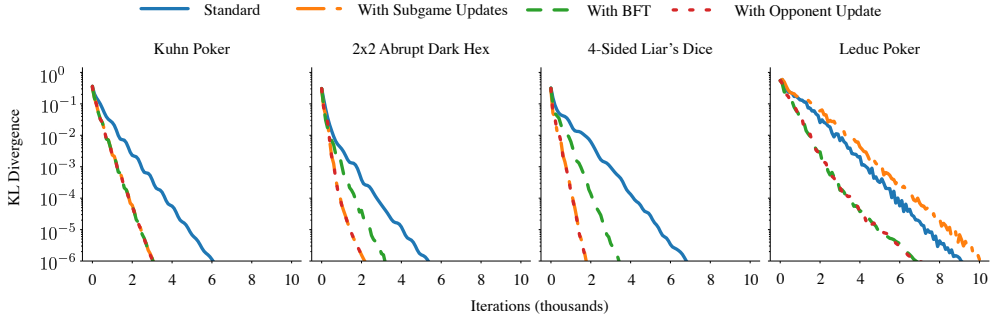 Standard With Subgame Updates With BFT With Opponent Update
Kuhn Poker 2x2 Abrupt Dark Hex 4-Sided Liar's Dice Leduc Poker
10^0
10^-1
10^-2
10^-3
10^-4
10^-5
10^-6
KL Divergence
0 2 4 6 8 10 0 2 4 6 8 10 0 2 4 6 8 10 0 2 4 6 8 10
Iterations (thousands)